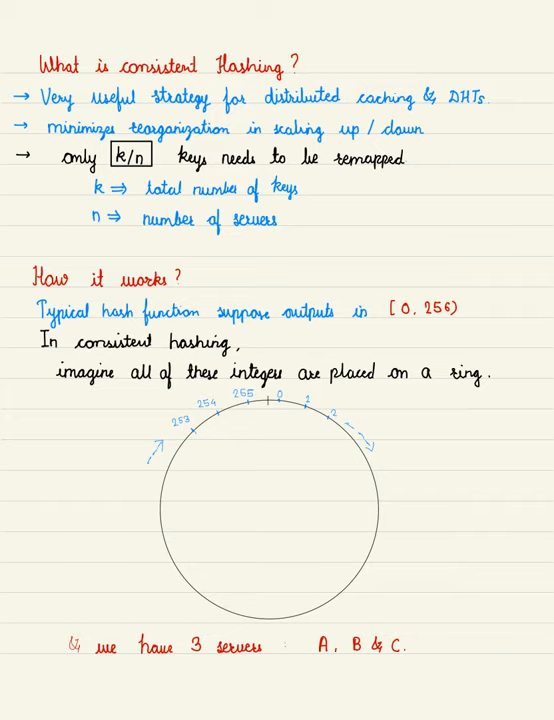 What is consistent Hashing?
→ Very useful strategy for distributed caching & DHTs.
→ minimizes reorganization in scaling up / down
→ only k/n keys needs to be remapped
k ⇒ total number of keys
n ⇒ number of servers
How it works?
Typical hash function suppose outputs in [0, 256)
In consistent hashing,
imagine all of these integers are placed on a ring.
253 254 255 0 1 2
& we have 3 servers : A, B & C.